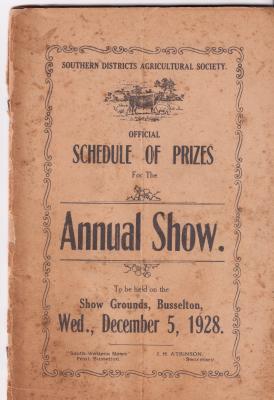 SOUTHERN DISTRICTS AGRICULTURAL SOCIETY.
OFFICIAL
SCHEDULE OF PRIZES
For The
Annual Show.
To be held on the
Show Grounds, Busselton,
Wed., December 5, 1928.
"South-Western News" J. H. ATKINSON,
Print, Busselton. Secretary.